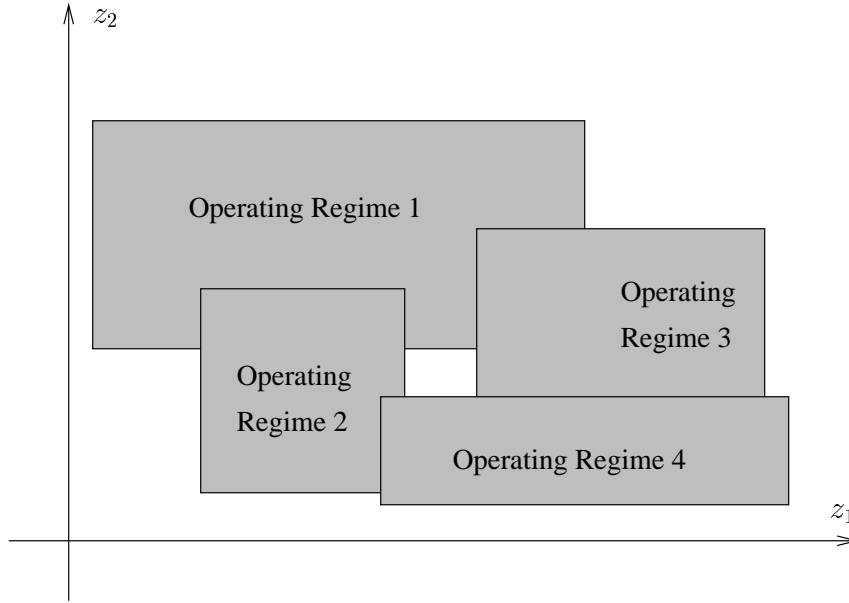 z₂
Operating Regime 1
Operating
Regime 3
Operating
Regime 2
Operating Regime 4
z₁